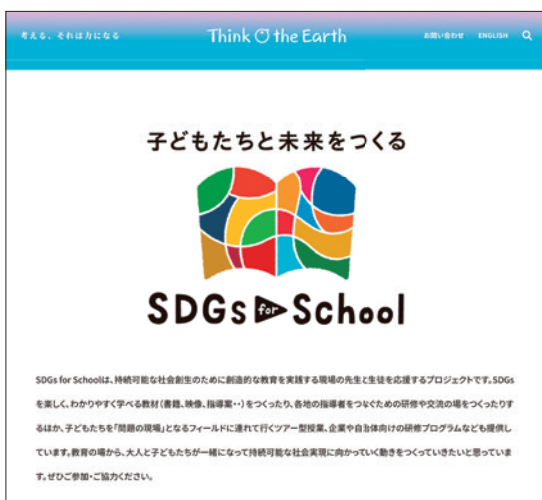 考える、それは力になる
Think the Earth
お問い合わせ ENGLISH
子どもたちと未来をつくる
SDGs for School
SDGs for Schoolは、持続可能な社会創生のために創造的な教育を実践する現場の先生と生徒を応援するプロジェクトです。SDGs
を楽しく、わかりやすく学べる教材（書籍、映像、指導案・・）をつくったり、各地の指導者をつなぐための研修や交流の場をつくったりす
るほか、子どもたちを「問題の現場」となるフィールドに連れて行くツアー型授業、企業や自治体向けの研修プログラムなども提供し
ています。教育の場から、大人と子どもたちが一緒になって持続可能な社会実現に向かっていく動きをつくっていきたいと思っていま
す。ぜひご参加・ご協力ください。